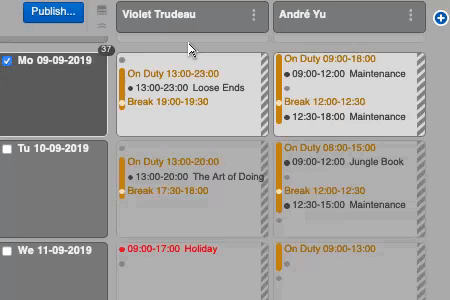 Publish...
Violet Trudeau
André Yu
37
Mo 09-09-2019
On Duty 13:00-23:00
13:00-23:00 Loose Ends
Break 19:00-19:30
On Duty 09:00-18:00
09:00-12:00 Maintenance
Break 12:00-12:30
12:30-18:00 Maintenance
Tu 10-09-2019
On Duty 13:00-20:00
13:00-20:00 The Art of Doing
Break 17:30-18:00
On Duty 08:00-15:00
09:00-12:00 Jungle Book
Break 12:00-12:30
12:30-15:00 Maintenance
We 11-09-2019
09:00-17:00 Holiday
On Duty 09:00-13:00